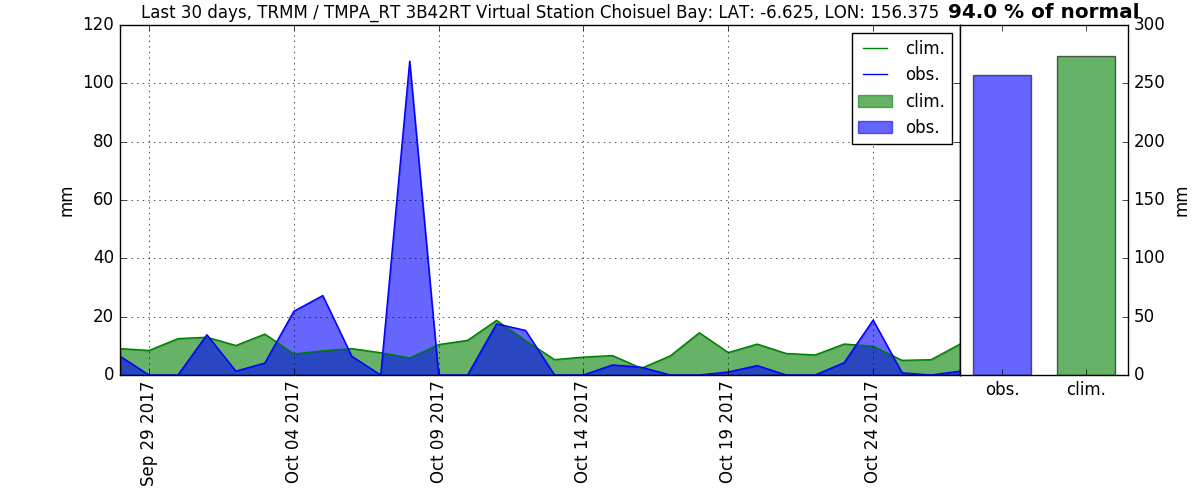 Last 30 days, TRMM / TMPA_RT 3B42RT Virtual Station Choisuel Bay: LAT: -6.625, LON: 156.375
94.0 % of normal
120
100
80
60
40
20
0
mm
clim.
obs.
clim.
obs.
Sep 29 2017
Oct 04 2017
Oct 09 2017
Oct 14 2017
Oct 19 2017
Oct 24 2017
300
250
200
150
100
50
0
mm
obs.
clim.